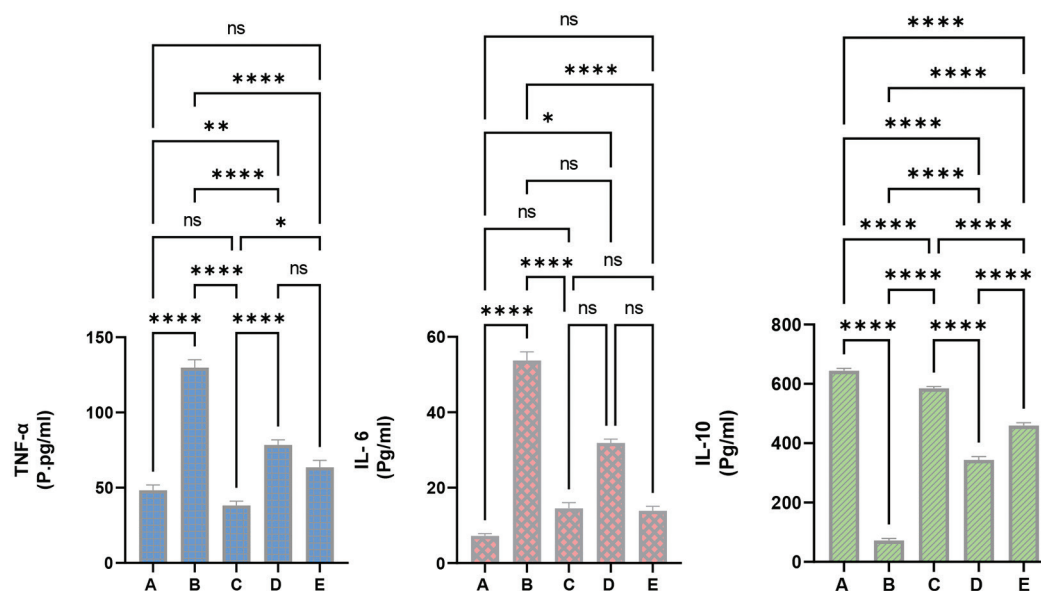 ns
****
**
****
ns
*
****
ns
****
****
150
100
50
0
TNF-α
(P.pg/ml)
A B C D E
ns
****
*
ns
ns
****
ns
****
ns
ns
60
40
20
0
IL- 6
(Pg/ml)
A B C D E
****
****
****
****
****
****
****
****
****
****
800
600
400
200
0
IL-10
(Pg/ml)
A B C D E